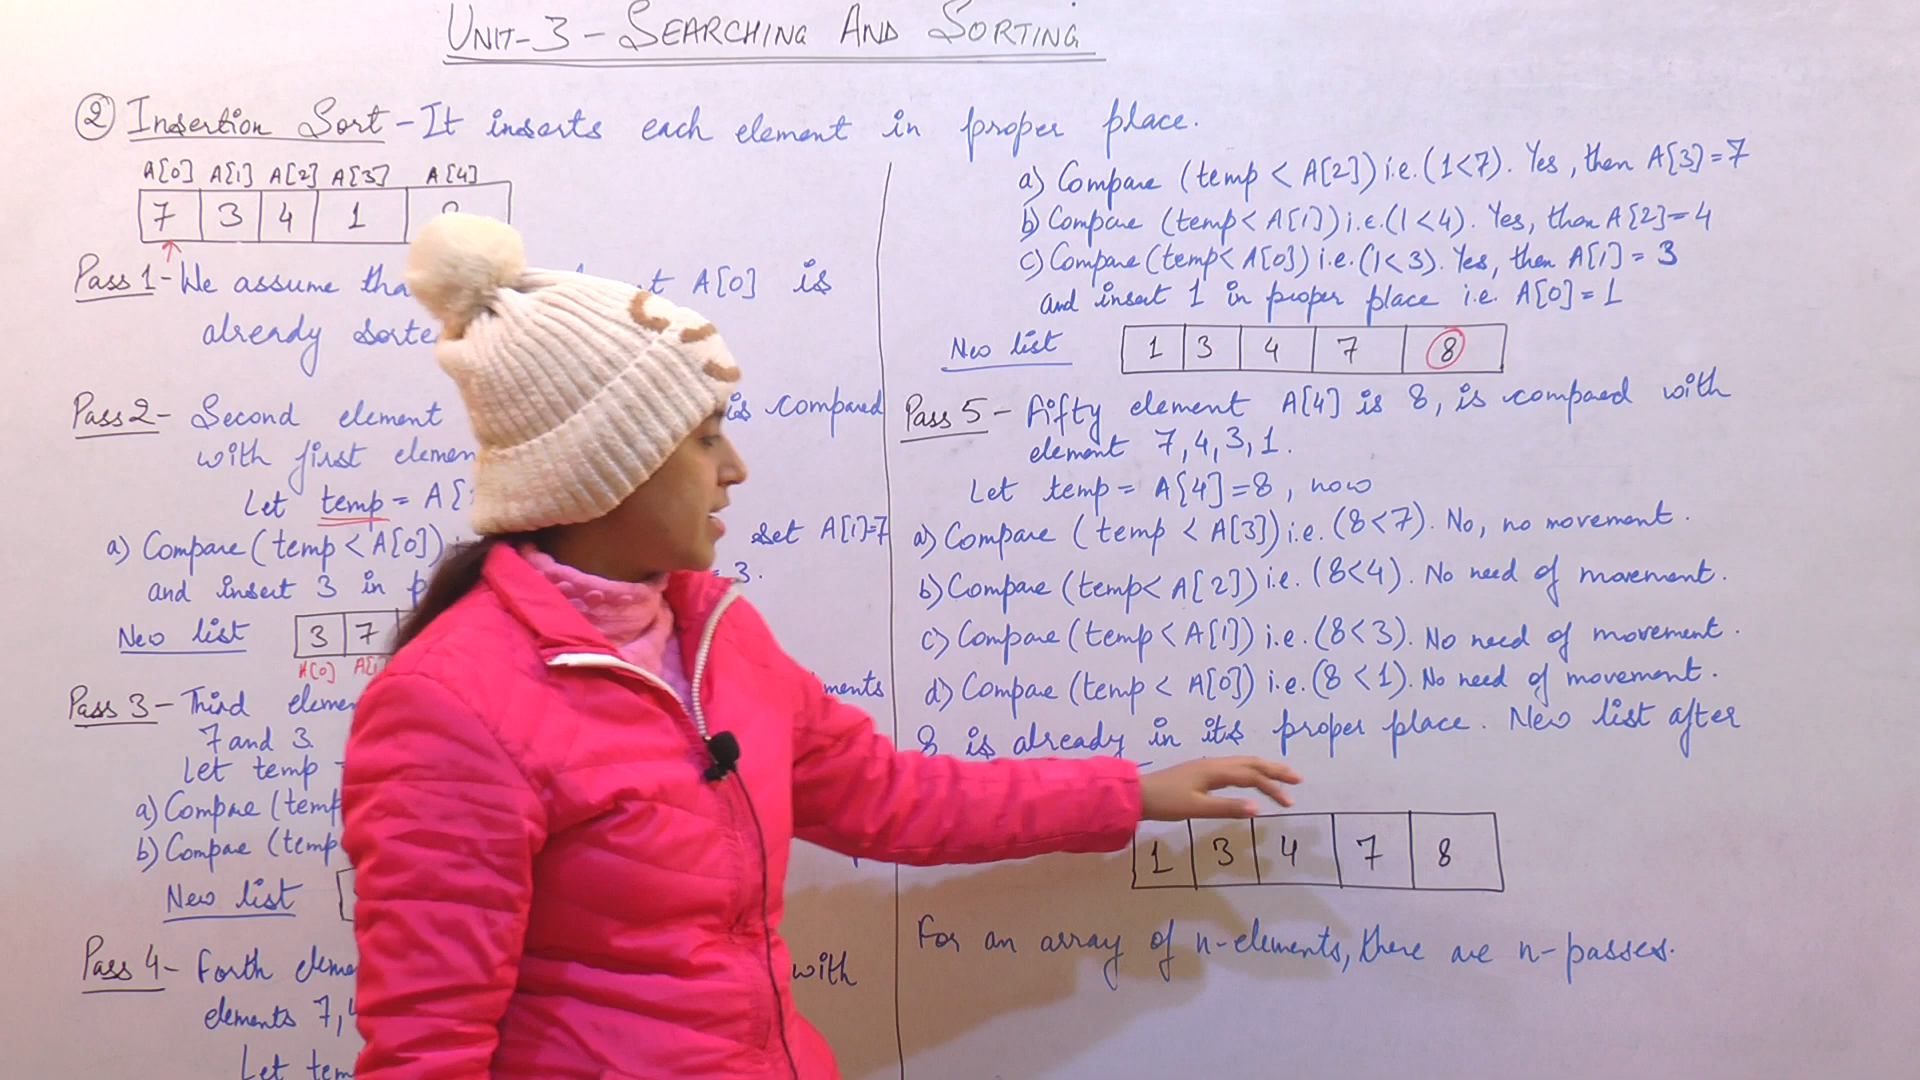 UNIT-3-SEARCHING AND SORTING
② Insertion Sort - It inserts each element in proper place.
A[0] A[1] A[2] A[3] A[4]
7 3 4 1
Pass 1 - We assume A[0] is
already
Pass 2 - Second element is compared
with first
Let temp =
a) Compare (temp < A[0]) set A[1]=7
and insert 3 in 3.
New list 3 7
A[0]
Pass 3 - Third
7 and 3.
Let temp
a) Compare (temp
b) Compare (temp
New list
Pass 4 - Forth with
elements 7,
Let
a) Compare (temp < A[2]) i.e. (1<7). Yes, then A[3]=7
b) Compare (temp < A[1]) i.e. (1<4). Yes, then A[2]=4
c) Compare (temp < A[0]) i.e. (1<3). Yes, then A[1]=3
and insert 1 in proper place i.e. A[0]=1
New list 1 3 4 7 8
Pass 5 - Fifty element A[4] is 8, is compared with
element 7,4,3,1.
Let temp = A[4]=8, now
a) Compare (temp < A[3]) i.e. (8<7). No, no movement.
b) Compare (temp < A[2]) i.e. (8<4). No need of movement.
c) Compare (temp < A[1]) i.e. (8<3). No need of movement.
d) Compare (temp < A[0]) i.e. (8<1). No need of movement.
8 is already in its proper place. New list after
1 3 4 7 8
For an array of n-elements, there are n-passes.